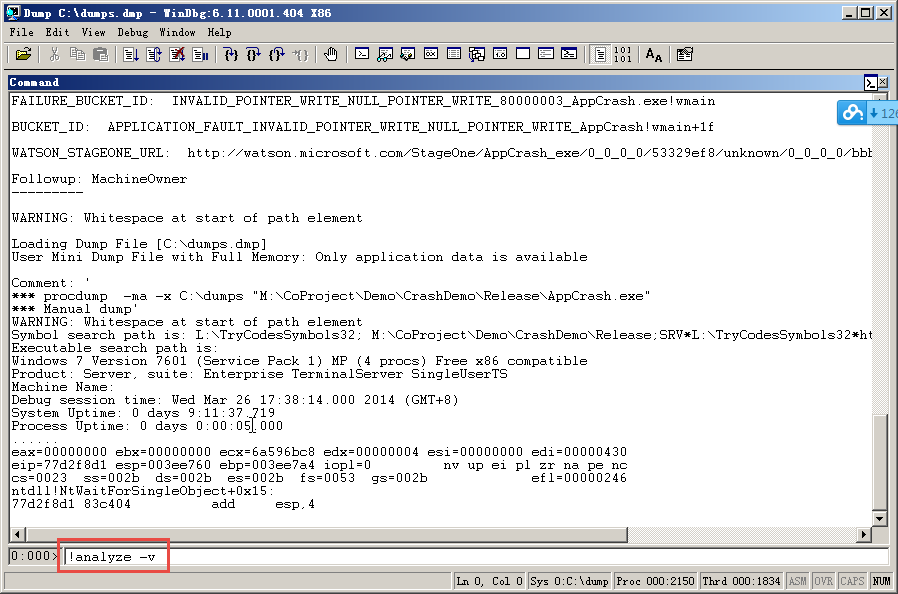 Dump C:\dumps.dmp - WinDbg:6.11.0001.404 X86
File Edit View Debug Window Help
101
101
AA
Command
FAILURE_BUCKET_ID:  INVALID_POINTER_WRITE_NULL_POINTER_WRITE_80000003_AppCrash.exe!wmain
BUCKET_ID:  APPLICATION_FAULT_INVALID_POINTER_WRITE_NULL_POINTER_WRITE_AppCrash!wmain+1f
126
WATSON_STAGEONE_URL:  http://watson.microsoft.com/StageOne/AppCrash_exe/0_0_0_0/53329ef8/unknown/0_0_0_0/bbb
Followup: MachineOwner
---------
WARNING: Whitespace at start of path element
Loading Dump File [C:\dumps.dmp]
User Mini Dump File with Full Memory: Only application data is available
Comment: '
*** procdump  -ma -x C:\dumps "M:\CoProject\Demo\CrashDemo\Release\AppCrash.exe"
*** Manual dump'
WARNING: Whitespace at start of path element
Symbol search path is: L:\TryCodesSymbols32; M:\CoProject\Demo\CrashDemo\Release;SRV*L:\TryCodesSymbols32*ht
Executable search path is:
Windows 7 Version 7601 (Service Pack 1) MP (4 procs) Free x86 compatible
Product: Server, suite: Enterprise TerminalServer SingleUserTS
Machine Name:
Debug session time: Wed Mar 26 17:38:14.000 2014 (GMT+8)
System Uptime: 0 days 9:11:37.719
Process Uptime: 0 days 0:00:05.000
......
eax=00000000 ebx=00000000 ecx=6a596bc8 edx=00000004 esi=00000000 edi=00000430
eip=77d2f8d1 esp=003ee760 ebp=003ee7a4 iopl=0         nv up ei pl zr na pe nc
cs=0023  ss=002b  ds=002b  es=002b  fs=0053  gs=002b             efl=00000246
ntdll!NtWaitForSingleObject+0x15:
77d2f8d1 83c404          add     esp,4
0:000> !analyze -v
Ln 0, Col 0 Sys 0:C:\dump Proc 000:2150 Thrd 000:1834 ASM OVR CAPS NUM